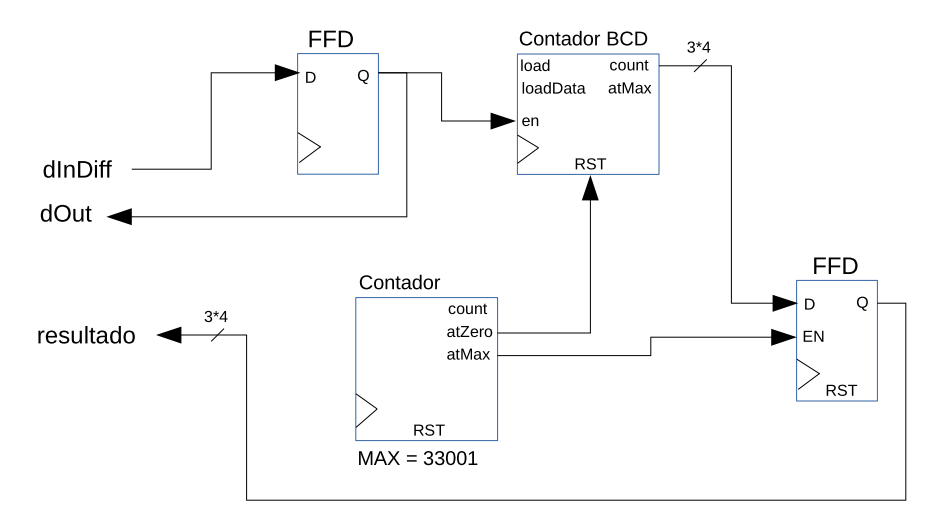 FFD
D
Q
Contador BCD
load
count
loadData
atMax
en
RST
3*4
dInDiff
dOut
FFD
D
Q
EN
RST
Contador
count
atZero
atMax
RST
MAX = 33001
3*4
resultado